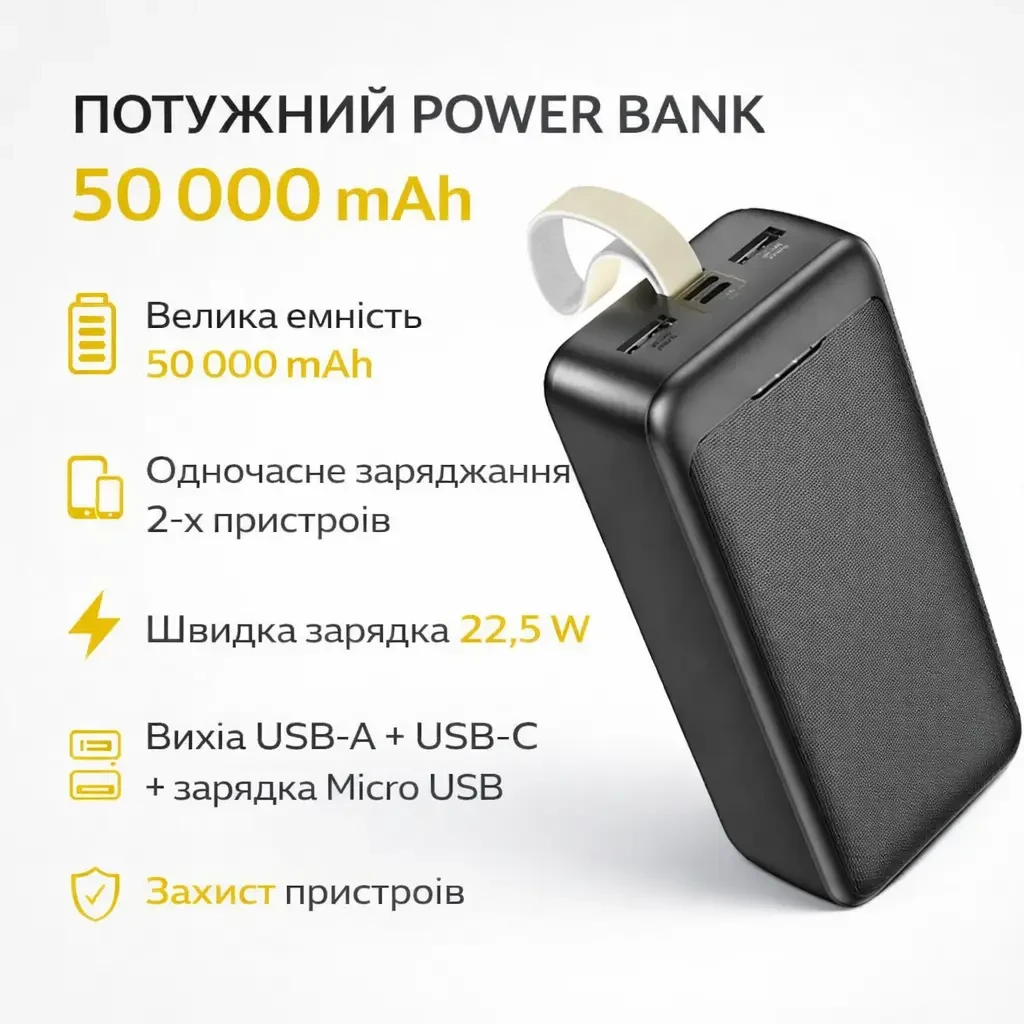 ПОТУЖНИЙ POWER BANK
50 000 mAh
Велика емність
50 000 mAh
Одночасне заряджання
2-х пристроїв
Швидка зарядка 22,5 W
Вихіа USB-A + USB-C
+ зарядка Micro USB
Захист пристроїв